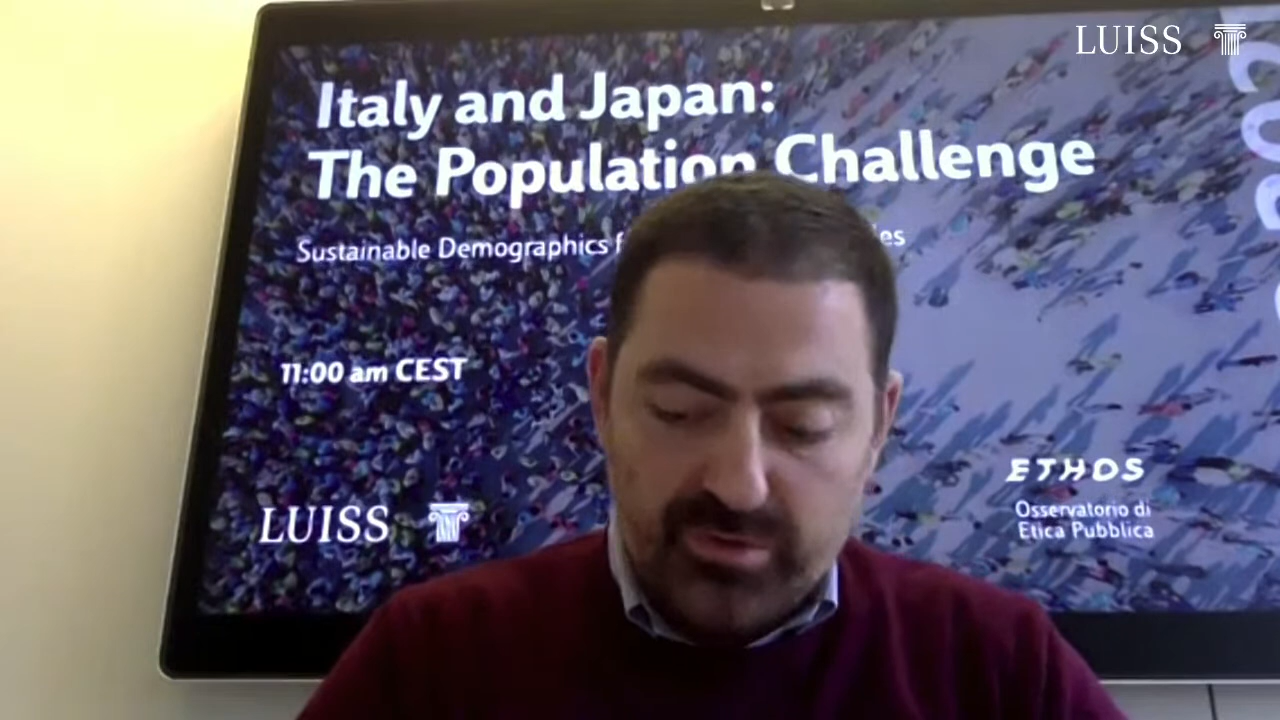 LUISS
Italy and Japan:
The Population Challenge
Sustainable Demographics
11:00 am CEST
LUISS
ETHOS
Osservatorio di
Etica Pubblica